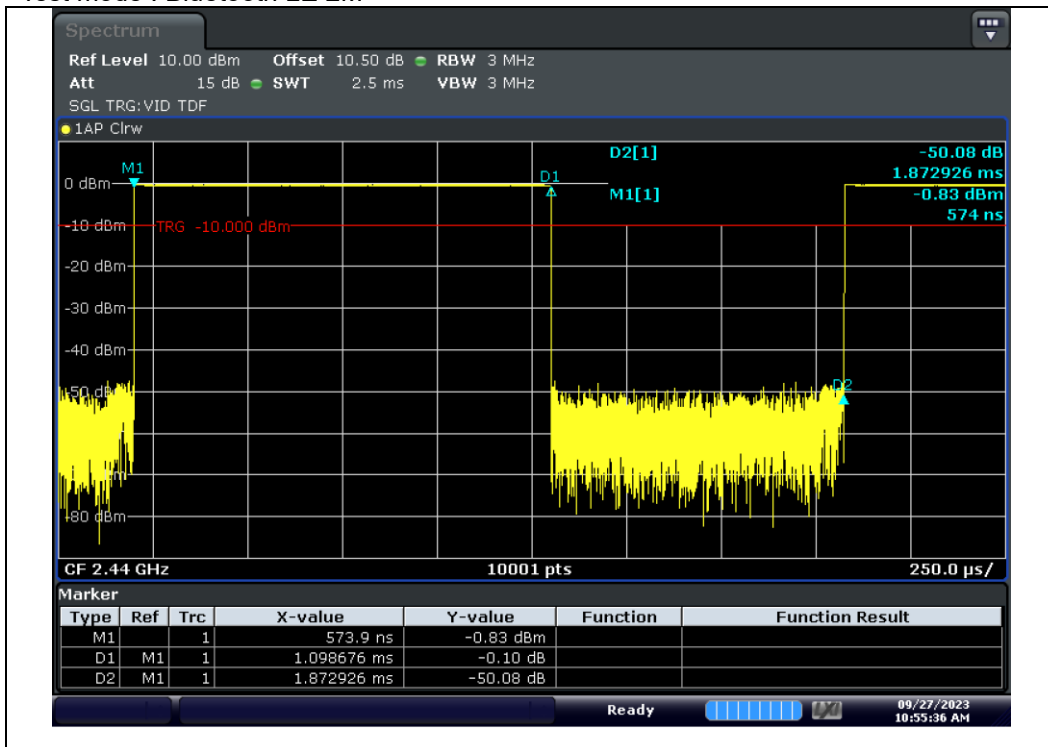 Spectrum
Ref Level 10.00 dBm Offset 10.50 dB RBW 3 MHz
Att 15 dB SWT 2.5 ms VBW 3 MHz
SGL TRG:VID TDF
1AP Clrw
D2[1] -50.08 dB
1.872926 ms
M1[1] -0.83 dBm
574 ns
M1
D1
0 dBm
-10 dBm
TRG -10.000 dBm
-20 dBm
-30 dBm
-40 dBm
D2
-80 dBm
CF 2.44 GHz 10001 pts 250.0 µs/
Marker
Type Ref Trc X-value Y-value Function Function Result
M1 1 573.9 ns -0.83 dBm
D1 M1 1 1.098676 ms -0.10 dB
D2 M1 1 1.872926 ms -50.08 dB
Ready 09/27/2023
10:55:36 AM